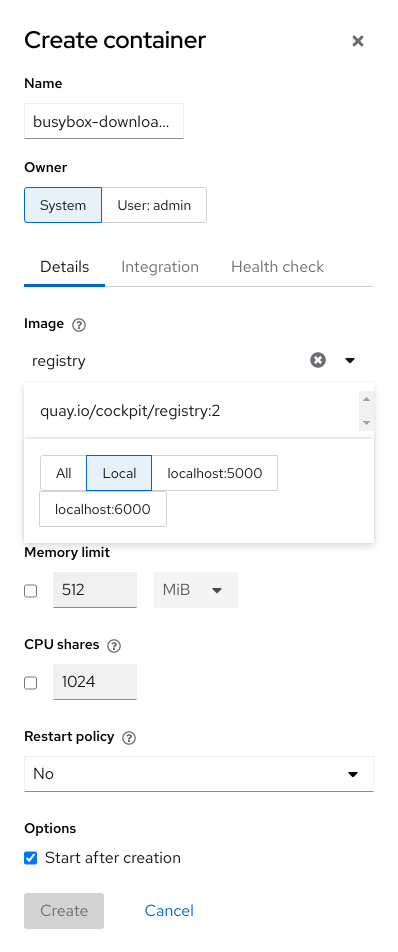 Create container
Name
busybox-downloa...
Owner
System User: admin
Details Integration Health check
Image
registry
quay.io/cockpit/registry:2
All Local localhost:5000
localhost:6000
Memory limit
512 MiB
CPU shares
1024
Restart policy
No
Options
Start after creation
Create Cancel